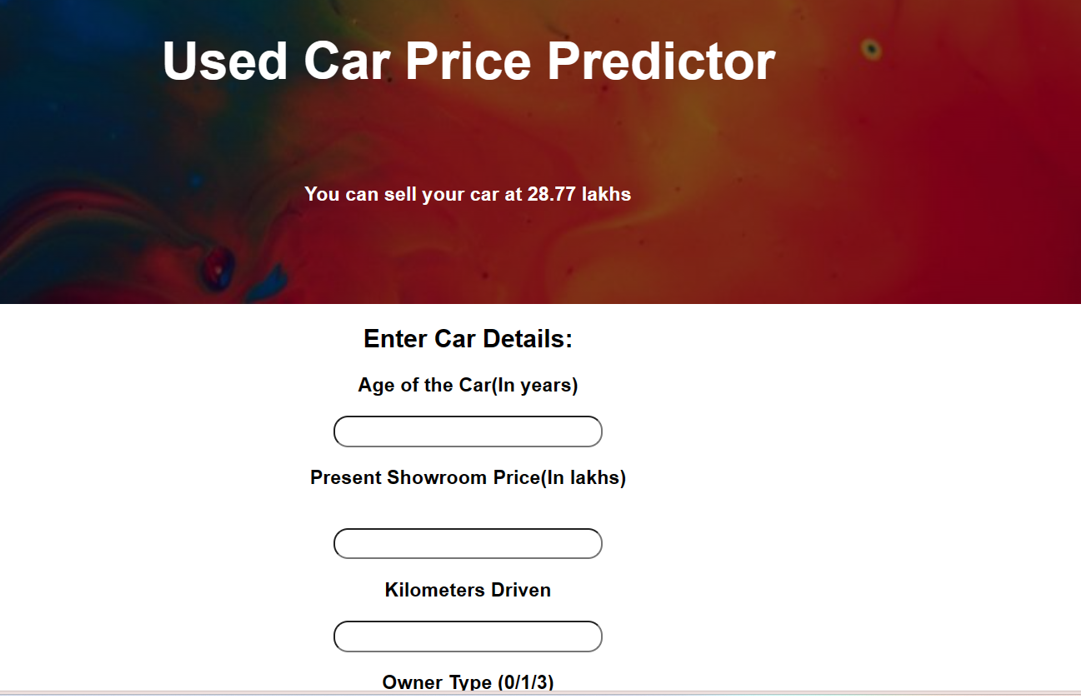 Used Car Price Predictor
You can sell your car at 28.77 lakhs
Enter Car Details:
Age of the Car(In years)
Present Showroom Price(In lakhs)
Kilometers Driven
Owner Type (0/1/3)